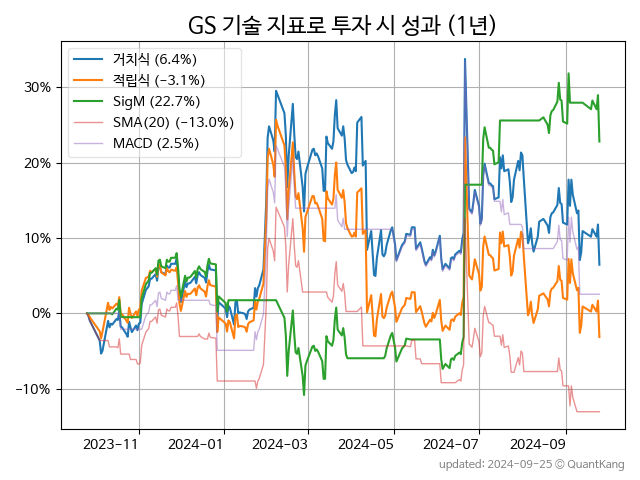 GS 기술 지표로 투자 시 성과 (1년)
거치식 (6.4%)
적립식 (−3.1%)
SigM (22.7%)
SMA(20) (−13.0%)
MACD (2.5%)
30%
20%
10%
0%
−10%
2023-11
2024-01
2024-03
2024-05
2024-07
2024-09
updated: 2024-09-25 © QuantKang